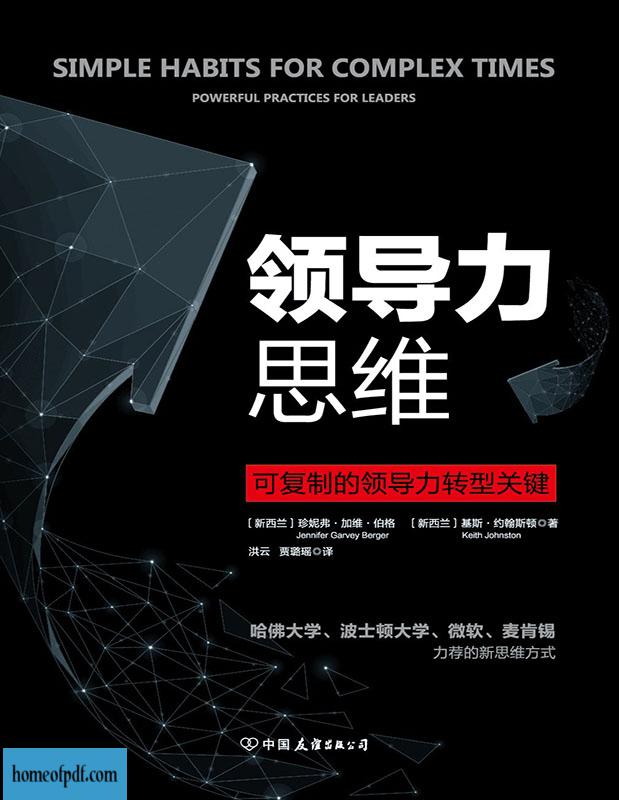 SIMPLE HABITS FOR COMPLEX TIMES
POWERFUL PRACTICES FOR LEADERS
领导力
思维
可复制的领导力转型关键
［新西兰］珍妮弗·加维·伯格 ［新西兰］基斯·约翰斯顿◎著
Jennifer Garvey Berger Keith Johnston
洪云 贾璐瑶◎译
哈佛大学、波士顿大学、微软、麦肯锡
力荐的新思维方式
中国友谊出版公司
homeofpdf.com